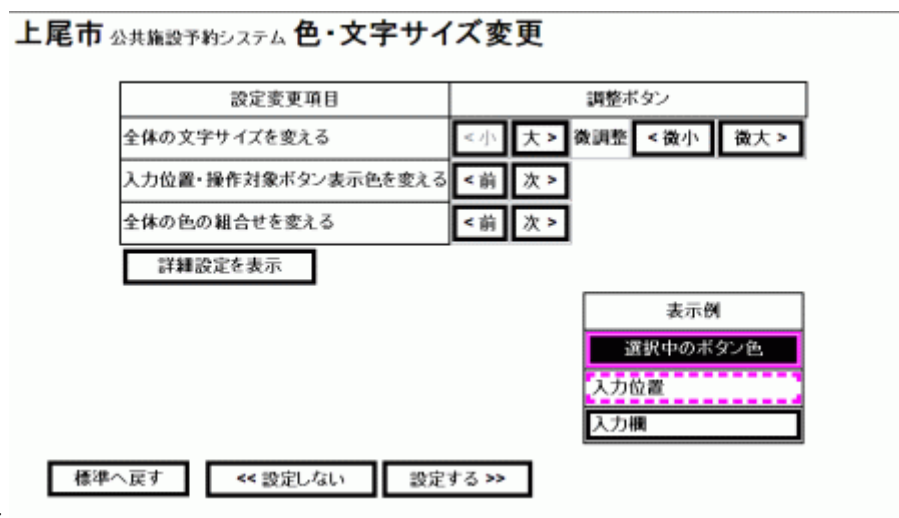 上尾市 公共施設予約システム 色・文字サイズ変更
設定変更項目 調整ボタン
全体の文字サイズを変える <小 大> 微調整 <微小 微大>
入力位置・操作対象ボタン表示色を変える <前 次>
全体の色の組合せを変える <前 次>
詳細設定を表示
表示例
選択中のボタン色
入力位置
入力欄
標準へ戻す << 設定しない 設定する >>